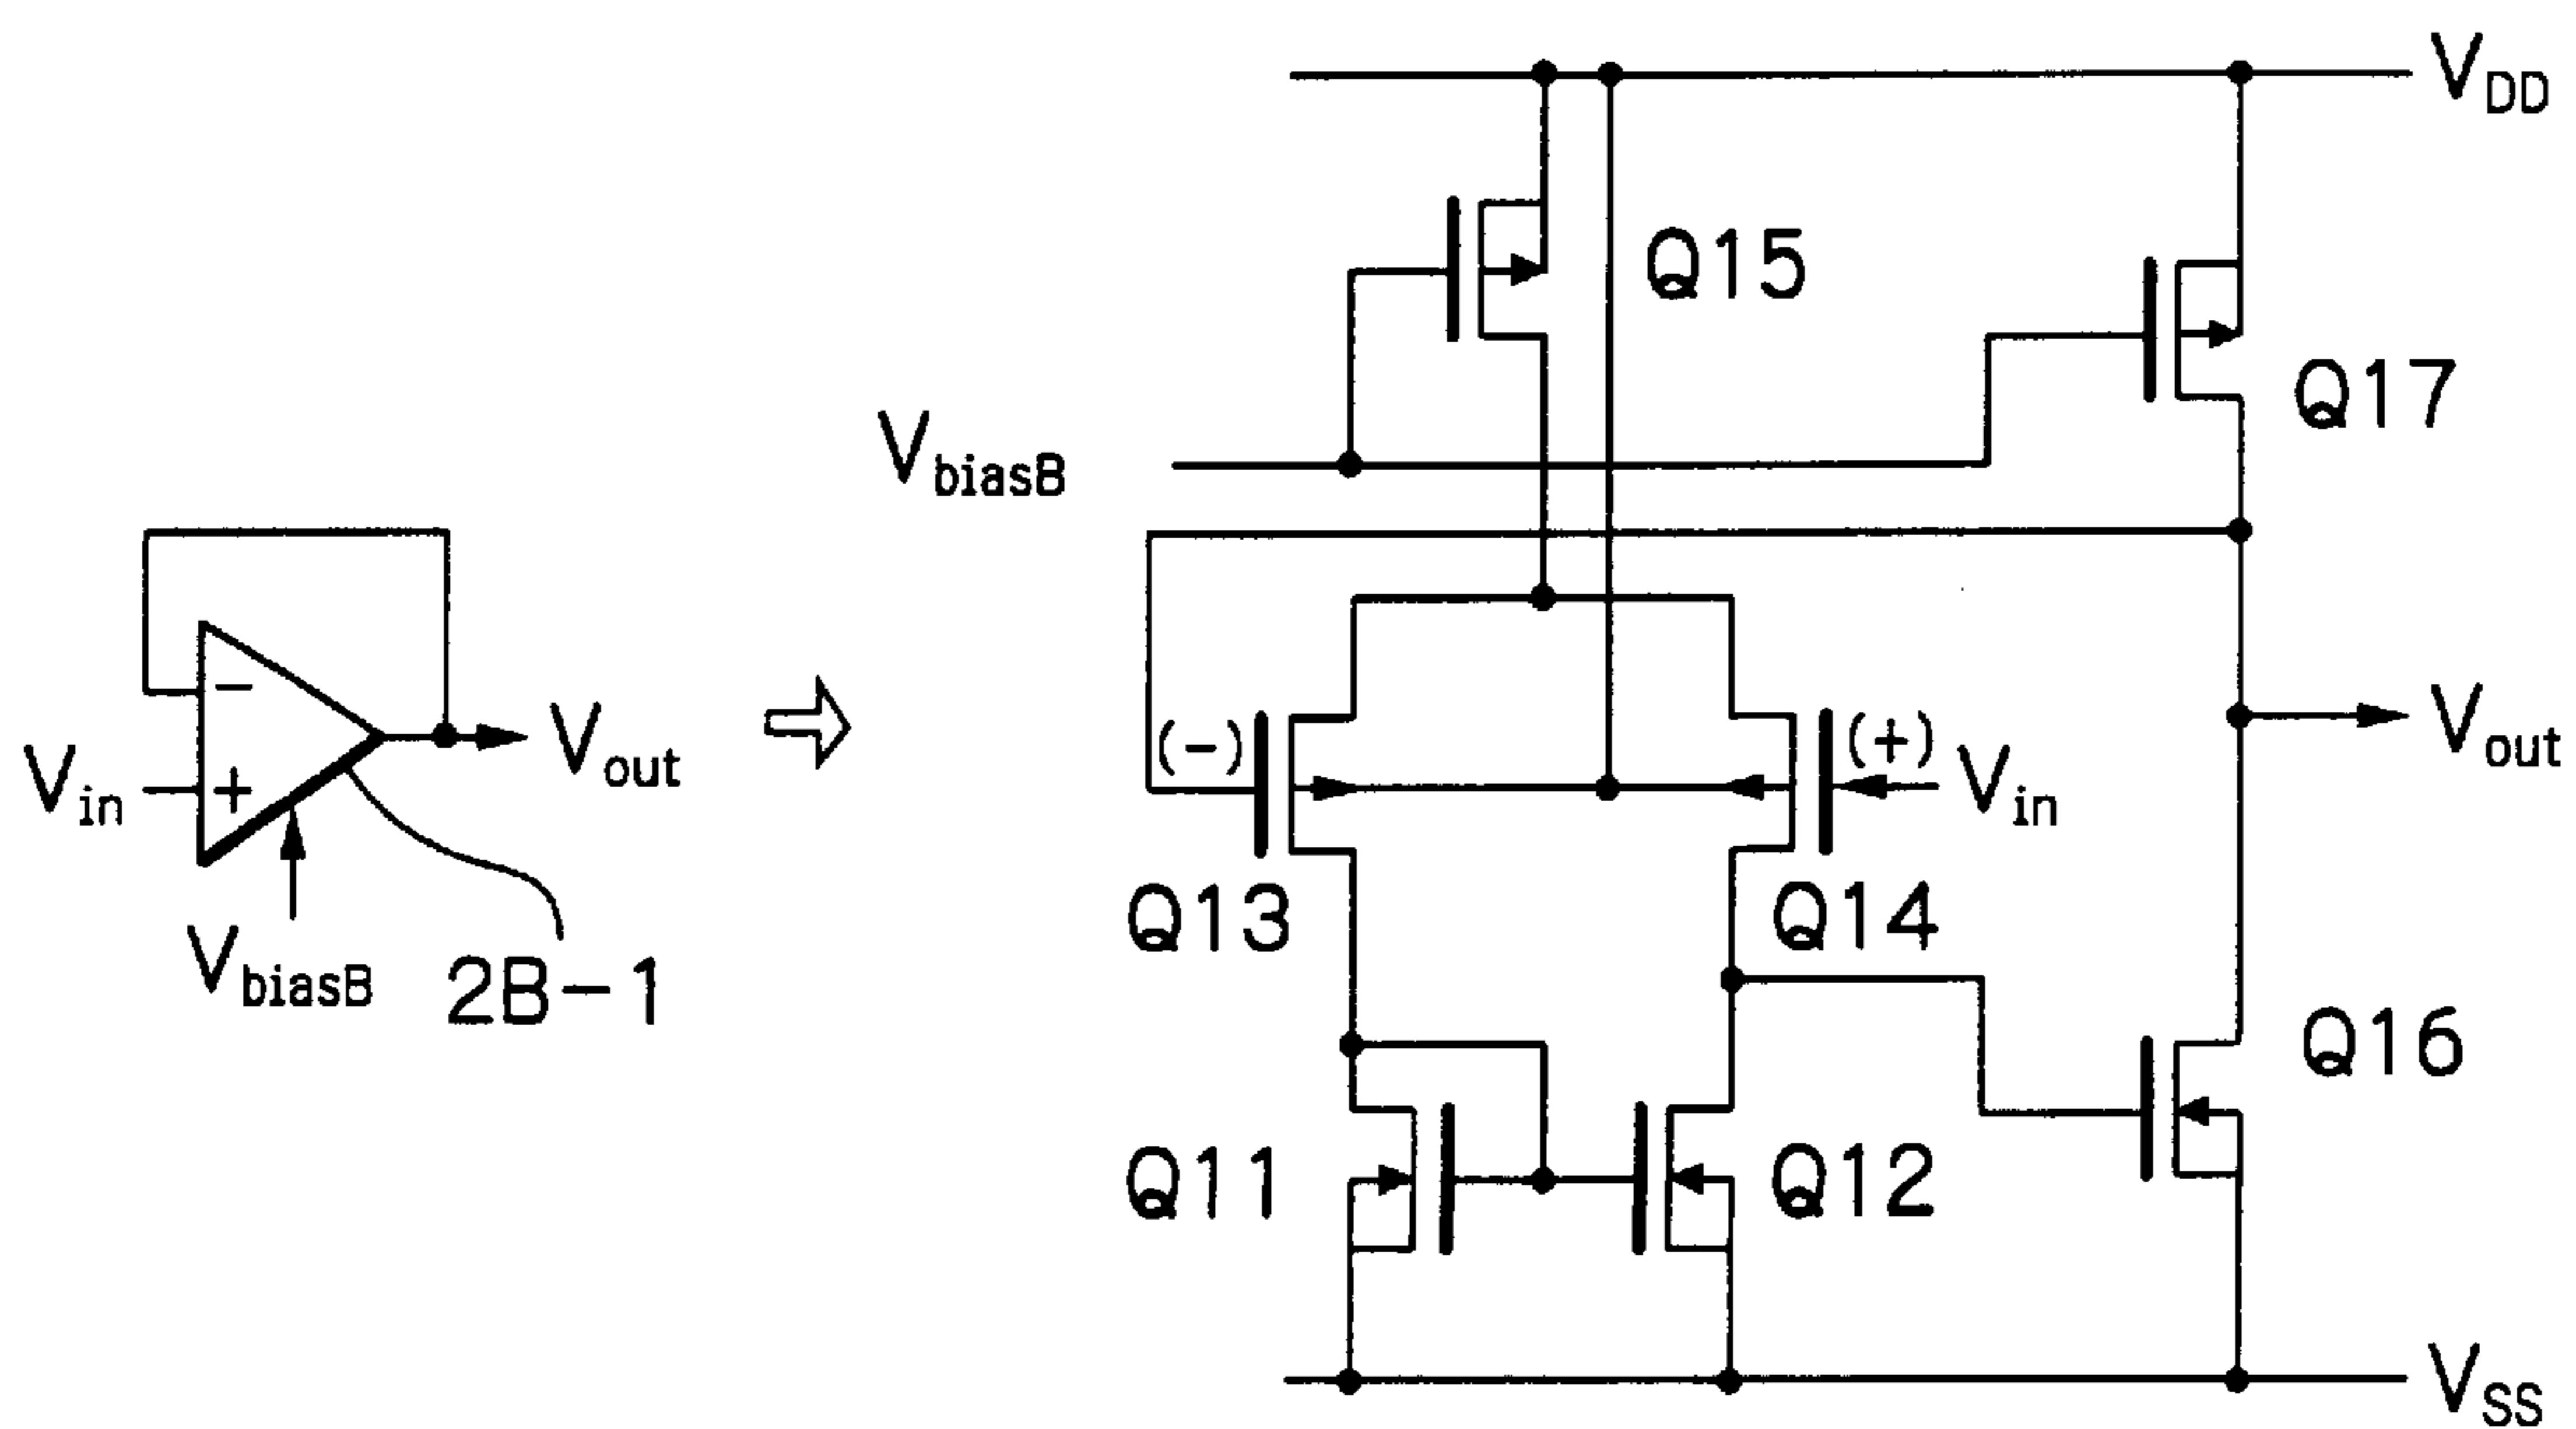 V_DD
Q15
Q17
V_biasB
−
V_in
+
V_out
V_biasB
2B-1
(-)
(+)
V_in
V_out
Q13
Q14
Q16
Q11
Q12
V_SS